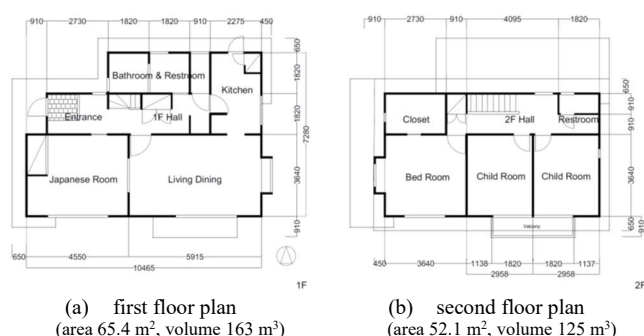 910 2730 1820 1820 2275 450
650
1820
1820
7280
3640
910
Bathroom & Restroom
Kitchen
Entrance
1F Hall
Japanese Room
Living Dining
650 4550 5915
10465
1F
(a) first floor plan
(area 65.4 m², volume 163 m³)
910 2730 910 4095 1820
650
910
910
3640
650
910
Closet
2F Hall
Restroom
Bed Room
Child Room
Child Room
450 3640 1138 1820 1820 1137
2958 2958
2F
(b) second floor plan
(area 52.1 m², volume 125 m³)